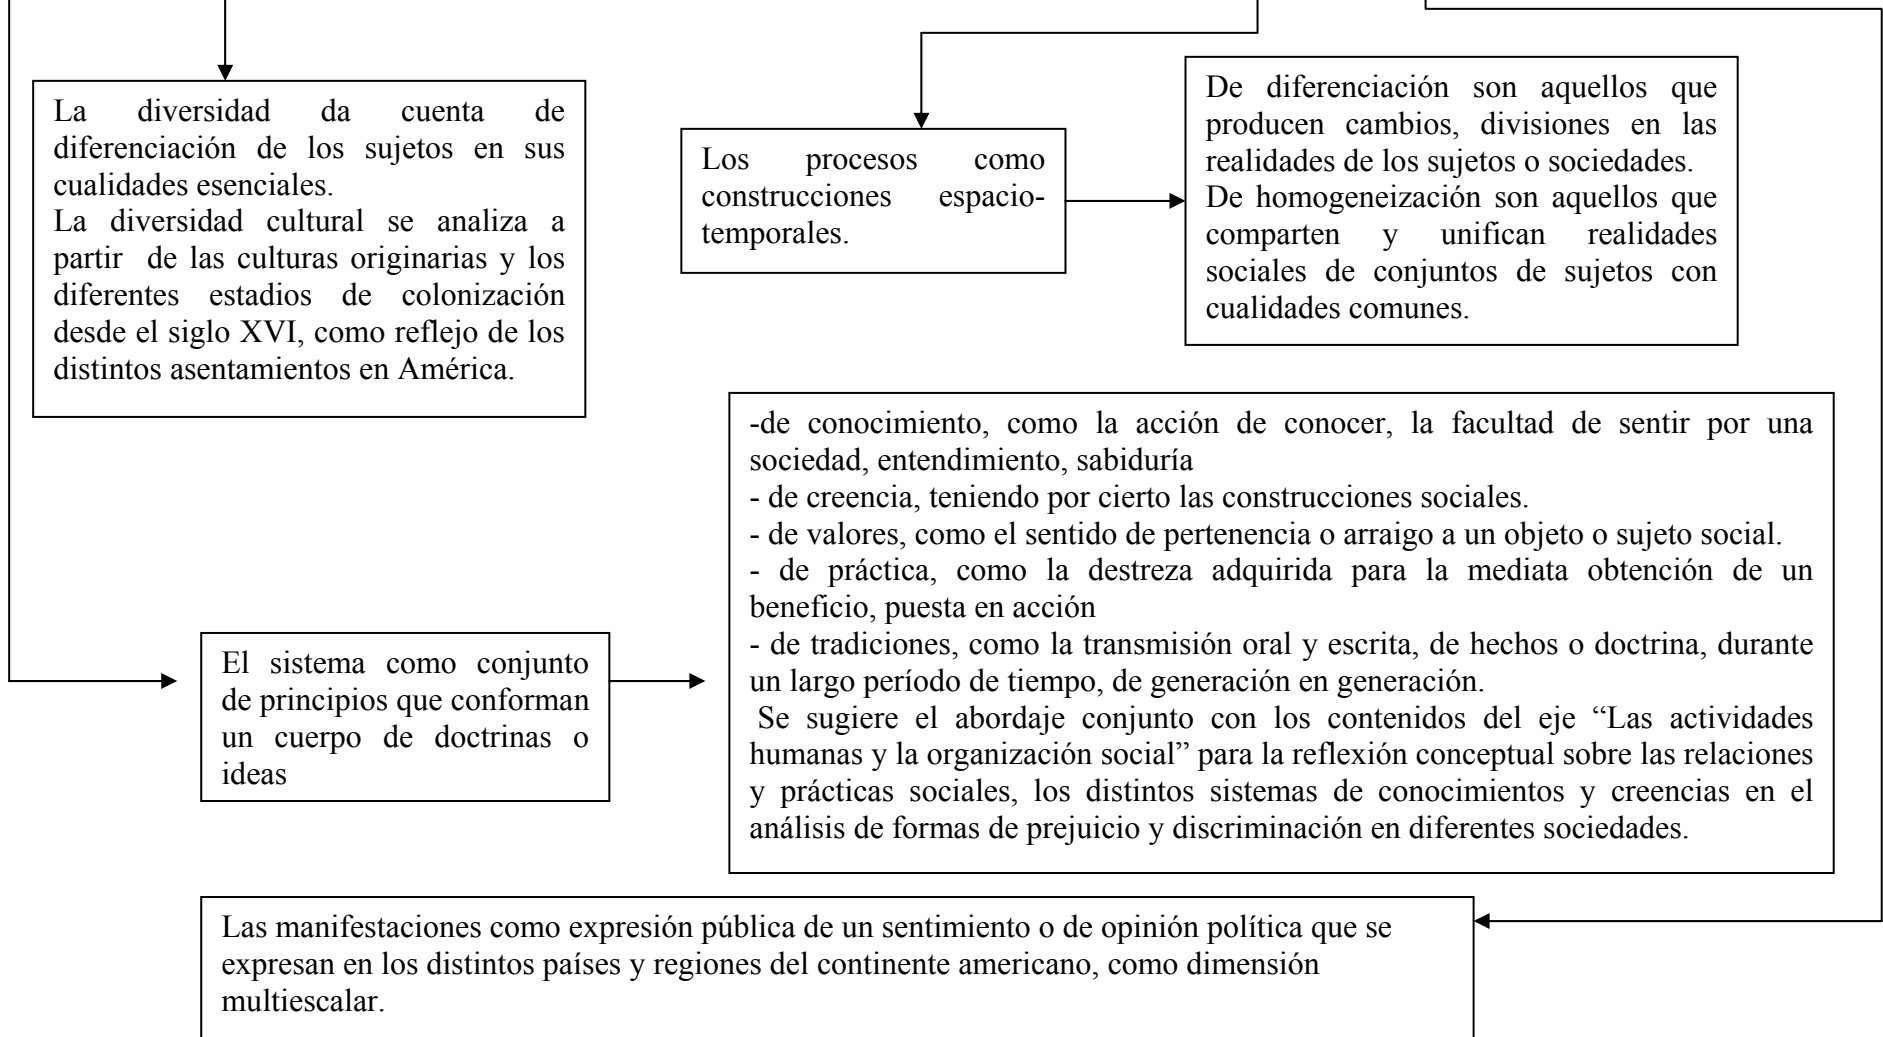 La diversidad da cuenta de
diferenciación de los sujetos en sus
cualidades esenciales.
La diversidad cultural se analiza a
partir de las culturas originarias y los
diferentes estadios de colonización
desde el siglo XVI, como reflejo de los
distintos asentamientos en América.
Los procesos como
construcciones espacio-
temporales.
De diferenciación son aquellos que
producen cambios, divisiones en las
realidades de los sujetos o sociedades.
De homogeneización son aquellos que
comparten y unifican realidades
sociales de conjuntos de sujetos con
cualidades comunes.
El sistema como conjunto
de principios que conforman
un cuerpo de doctrinas o
ideas
-de conocimiento, como la acción de conocer, la facultad de sentir por una
sociedad, entendimiento, sabiduría
- de creencia, teniendo por cierto las construcciones sociales.
- de valores, como el sentido de pertenencia o arraigo a un objeto o sujeto social.
- de práctica, como la destreza adquirida para la mediata obtención de un
beneficio, puesta en acción
- de tradiciones, como la transmisión oral y escrita, de hechos o doctrina, durante
un largo período de tiempo, de generación en generación.
Se sugiere el abordaje conjunto con los contenidos del eje “Las actividades
humanas y la organización social” para la reflexión conceptual sobre las relaciones
y prácticas sociales, los distintos sistemas de conocimientos y creencias en el
análisis de formas de prejuicio y discriminación en diferentes sociedades.
Las manifestaciones como expresión pública de un sentimiento o de opinión política que se
expresan en los distintos países y regiones del continente americano, como dimensión
multiescalar.